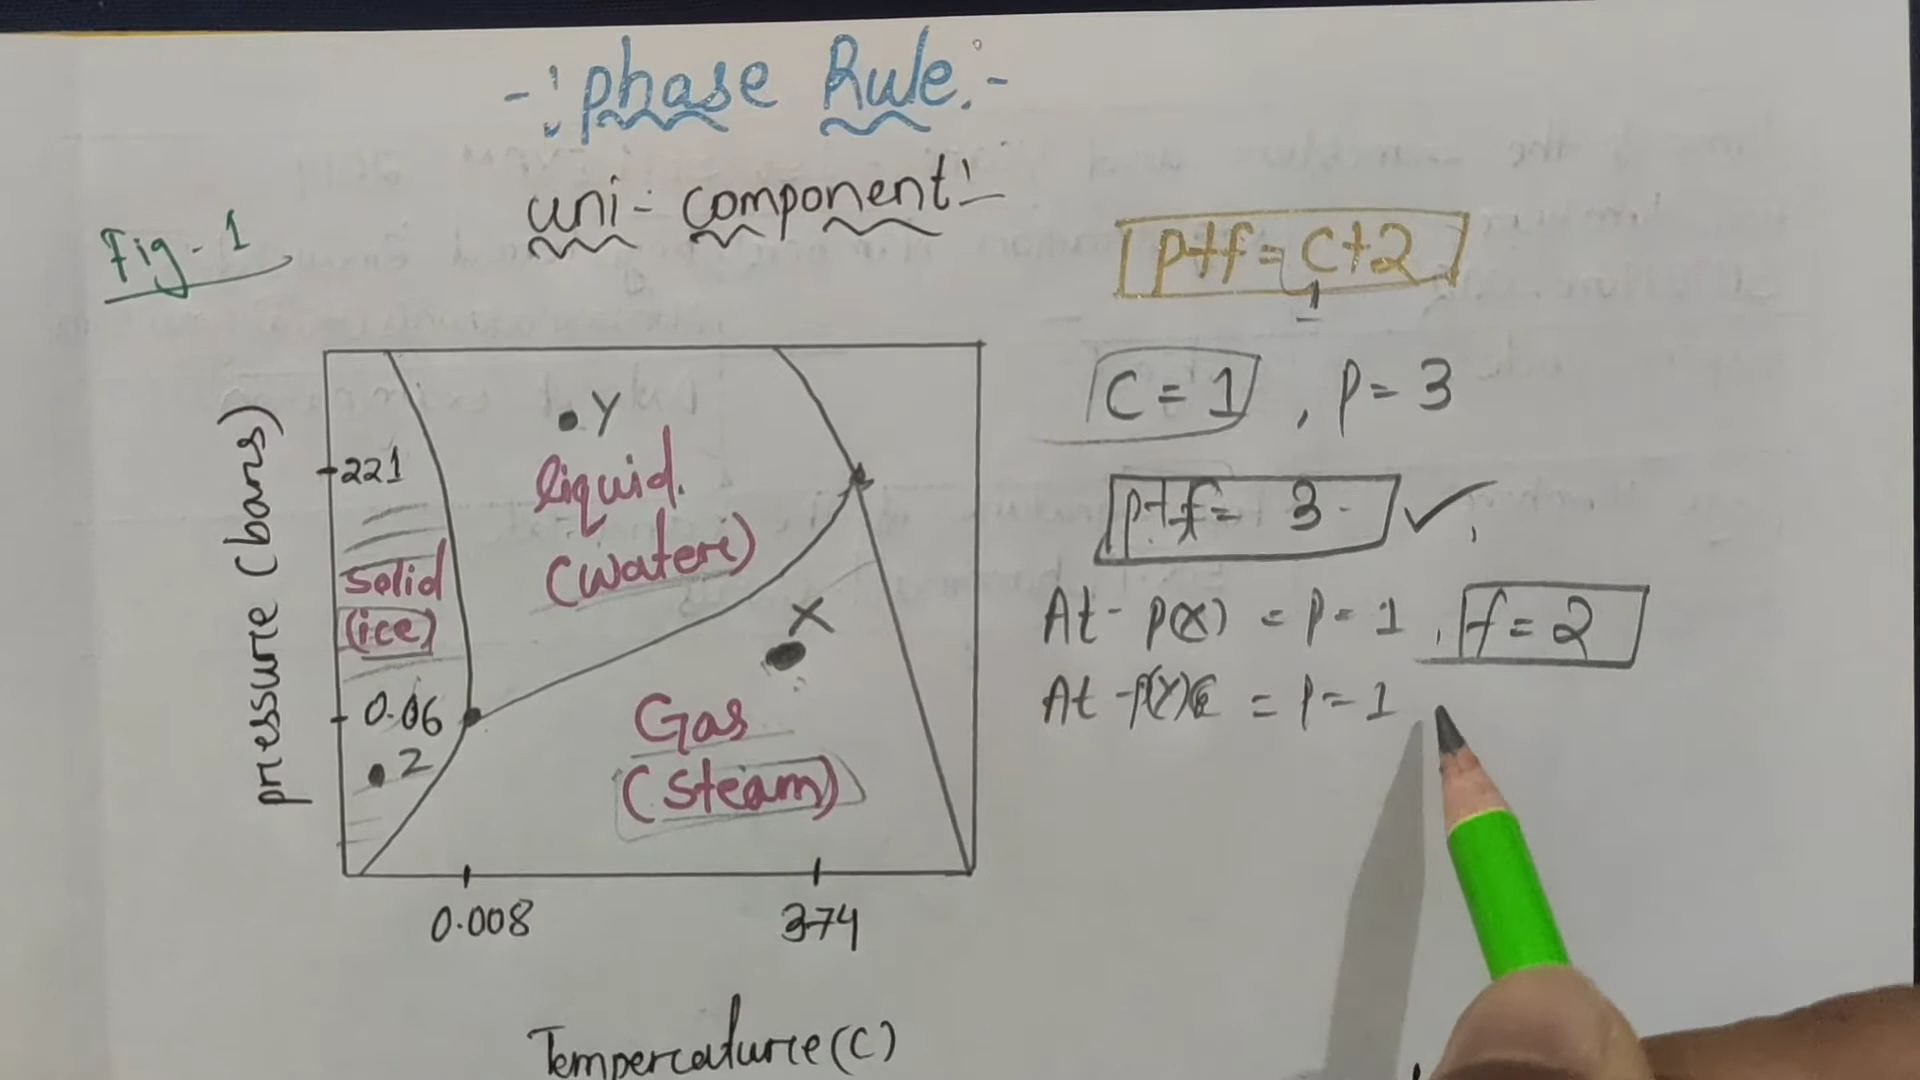 -: phase Rule :-
uni-component:-
Fig-1
P+f=C+2
1
C = 1 , P = 3
P+f = 3
At - P(X) = P = 1 , f = 2
At - P(Y) = P = 1
pressure (bars)
221
0.06
Solid
(ice)
•Y
liquid.
(water)
X
Gas
(Steam)
•Z
0.008
374
Temperature (C)